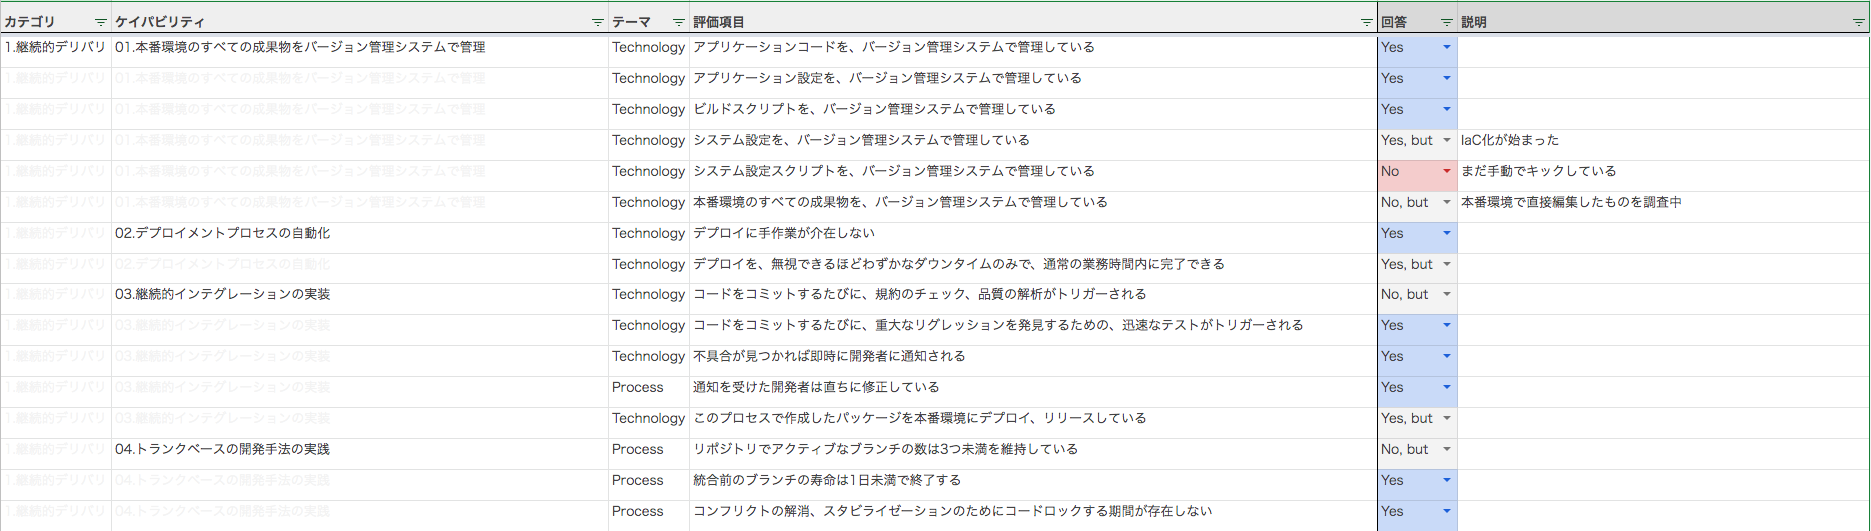 カテゴリ ケイパビリティ テーマ 評価項目 回答 説明
1.継続的デリバリ 01.本番環境のすべての成果物をバージョン管理システムで管理 Technology アプリケーションコードを、バージョン管理システムで管理している Yes
1.継続的デリバリ 01.本番環境のすべての成果物をバージョン管理システムで管理 Technology アプリケーション設定を、バージョン管理システムで管理している Yes
1.継続的デリバリ 01.本番環境のすべての成果物をバージョン管理システムで管理 Technology ビルドスクリプトを、バージョン管理システムで管理している Yes
1.継続的デリバリ 01.本番環境のすべての成果物をバージョン管理システムで管理 Technology システム設定を、バージョン管理システムで管理している Yes, but IaC化が始まった
1.継続的デリバリ 01.本番環境のすべての成果物をバージョン管理システムで管理 Technology システム設定スクリプトを、バージョン管理システムで管理している No まだ手動でキックしている
1.継続的デリバリ 01.本番環境のすべての成果物をバージョン管理システムで管理 Technology 本番環境のすべての成果物を、バージョン管理システムで管理している No, but 本番環境で直接編集したものを調査中
1.継続的デリバリ 02.デプロイメントプロセスの自動化 Technology デプロイに手作業が介在しない Yes
1.継続的デリバリ 02.デプロイメントプロセスの自動化 Technology デプロイを、無視できるほどわずかなダウンタイムのみで、通常の業務時間内に完了できる Yes, but
1.継続的デリバリ 03.継続的インテグレーションの実装 Technology コードをコミットするたびに、規約のチェック、品質の解析がトリガーされる No, but
1.継続的デリバリ 03.継続的インテグレーションの実装 Technology コードをコミットするたびに、重大なリグレッションを発見するための、迅速なテストがトリガーされる Yes
1.継続的デリバリ 03.継続的インテグレーションの実装 Technology 不具合が見つかれば即時に開発者に通知される Yes
1.継続的デリバリ 03.継続的インテグレーションの実装 Process 通知を受けた開発者は直ちに修正している Yes
1.継続的デリバリ 03.継続的インテグレーションの実装 Technology このプロセスで作成したパッケージを本番環境にデプロイ、リリースしている Yes, but
1.継続的デリバリ 04.トランクベースの開発手法の実践 Process リポジトリでアクティブなブランチの数は3つ未満を維持している No, but
1.継続的デリバリ 04.トランクベースの開発手法の実践 Process 統合前のブランチの寿命は1日未満で終了する Yes
1.継続的デリバリ 04.トランクベースの開発手法の実践 Process コンフリクトの解消、スタビライゼーションのためにコードロックする期間が存在しない Yes